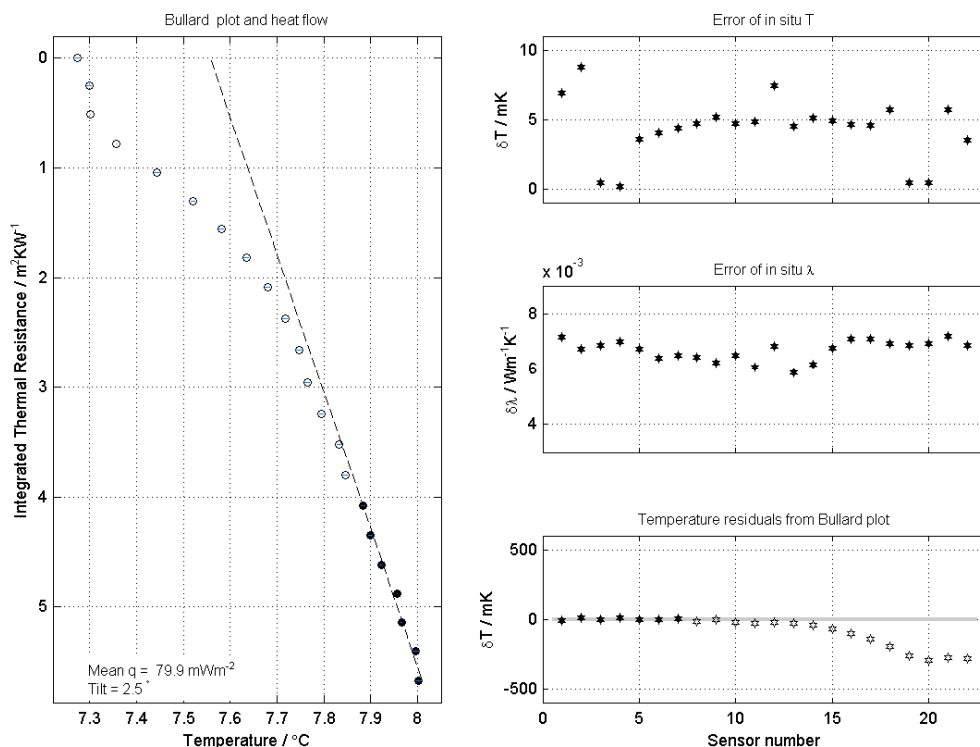 Bullard plot and heat flow
0
1
2
3
4
5
Integrated Thermal Resistance / m²KW⁻¹
Mean q = 79.9 mWm⁻²
Tilt = 2.5°
7.3 7.4 7.5 7.6 7.7 7.8 7.9 8
Temperature / °C
Error of in situ T
10
5
0
δT / mK
Error of in situ λ
x 10⁻³
8
6
4
δλ / Wm⁻¹K⁻¹
Temperature residuals from Bullard plot
500
0
-500
δT / mK
0 5 10 15 20
Sensor number